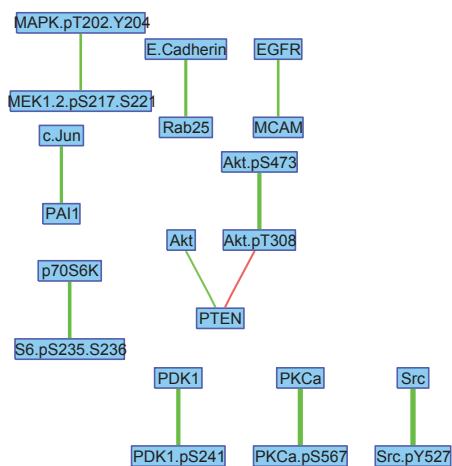 MAPK.pT202.Y204
E.Cadherin
EGFR
MEK1.2.pS217.S221
Rab25
MCAM
c.Jun
Akt.pS473
PAI1
Akt
Akt.pT308
p70S6K
PTEN
S6.pS235.S236
PDK1
PKCa
Src
PDK1.pS241
PKCa.pS567
Src.pY527